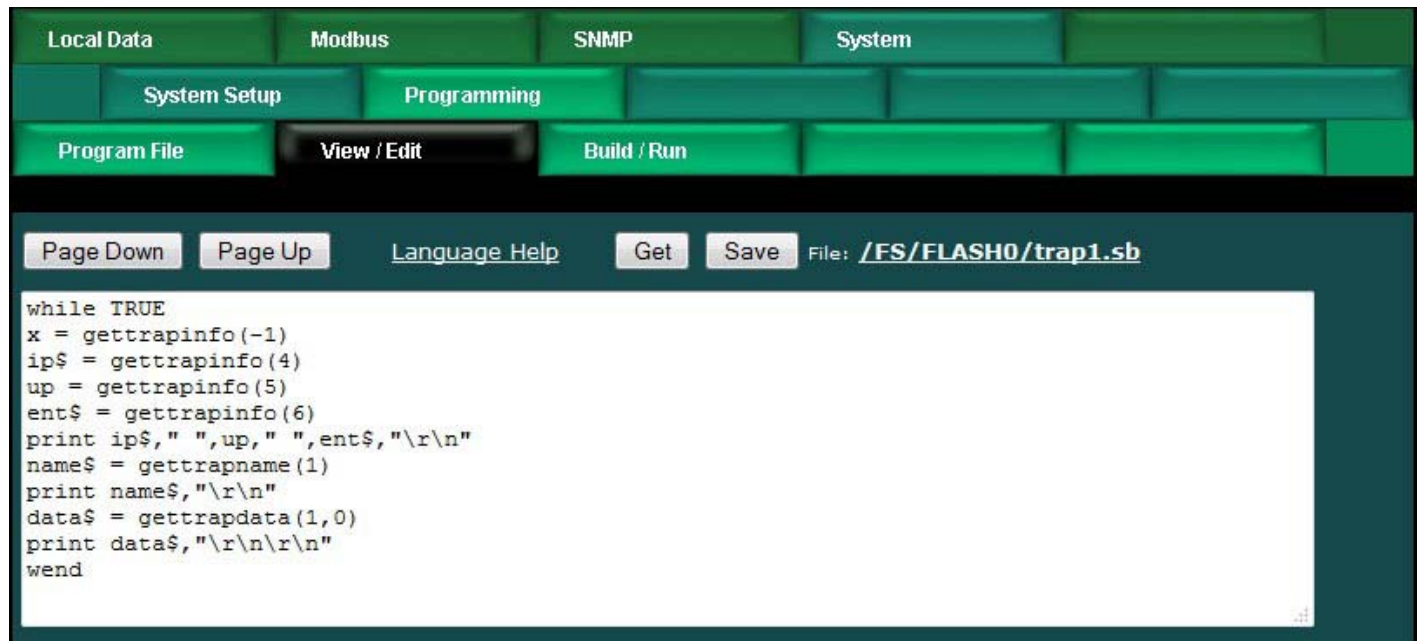 Local Data Modbus SNMP System
System Setup Programming
Program File View / Edit Build / Run
Page Down Page Up Language Help Get Save File: /FS/FLASH0/trap1.sb
while TRUE
x = gettrapinfo(-1)
ip$ = gettrapinfo(4)
up = gettrapinfo(5)
ent$ = gettrapinfo(6)
print ip$," ",up," ",ent$,"\r\n"
name$ = gettrapname(1)
print name$,"\r\n"
data$ = gettrapdata(1,0)
print data$,"\r\n\r\n"
wend